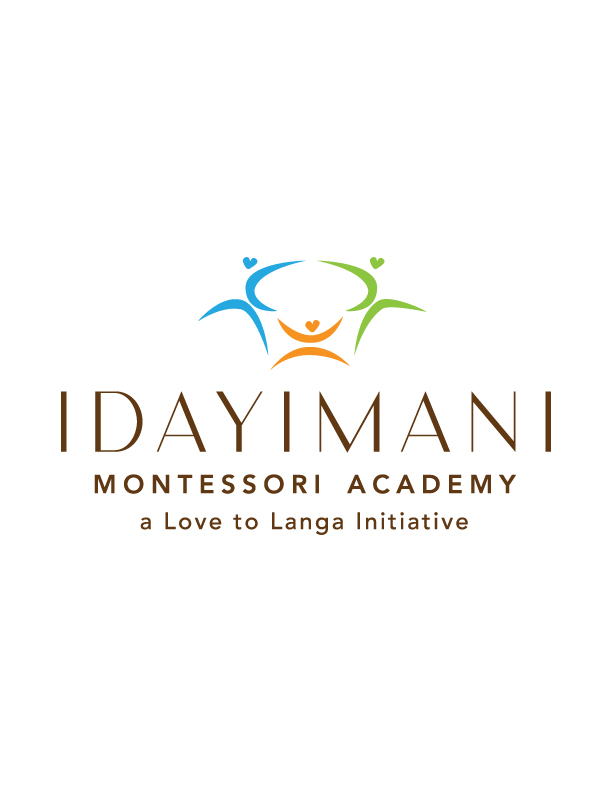 IDAYIMANI
MONTESSORI ACADEMY
a Love to Langa Initiative